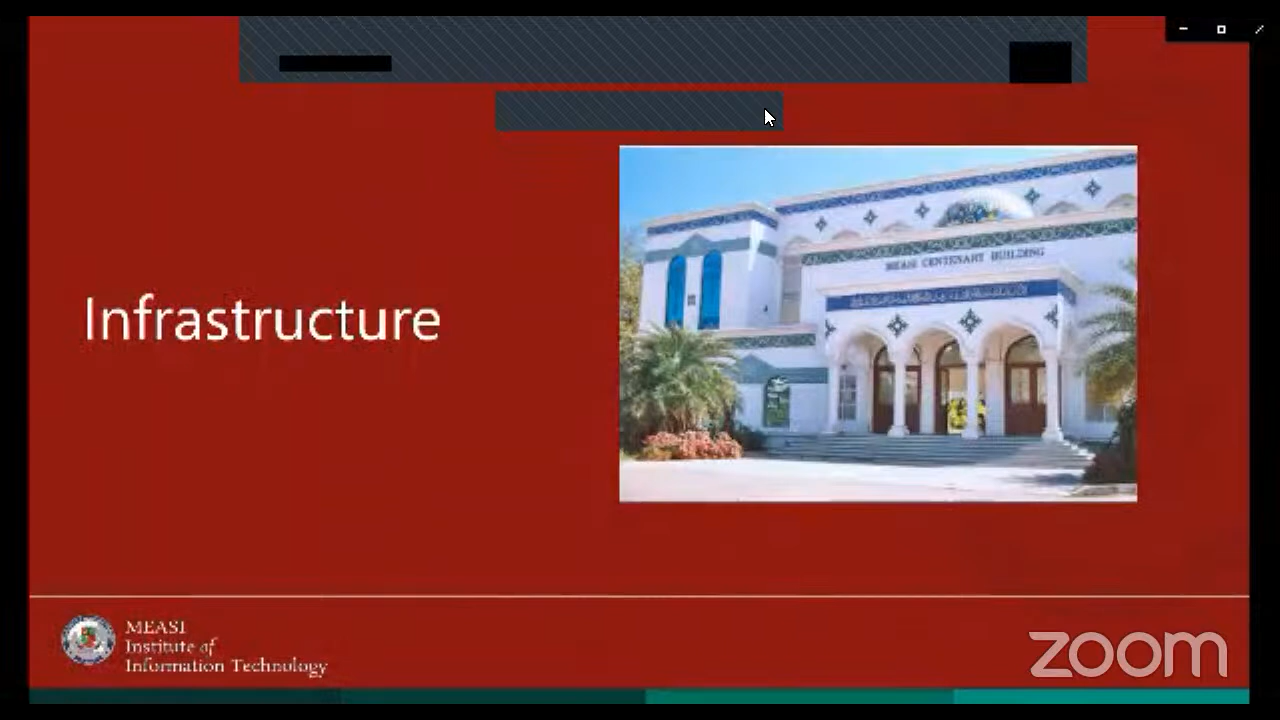 MEASI CENTENARY BUILDING
Infrastructure
MEASI
Institute of
Information Technology
zoom